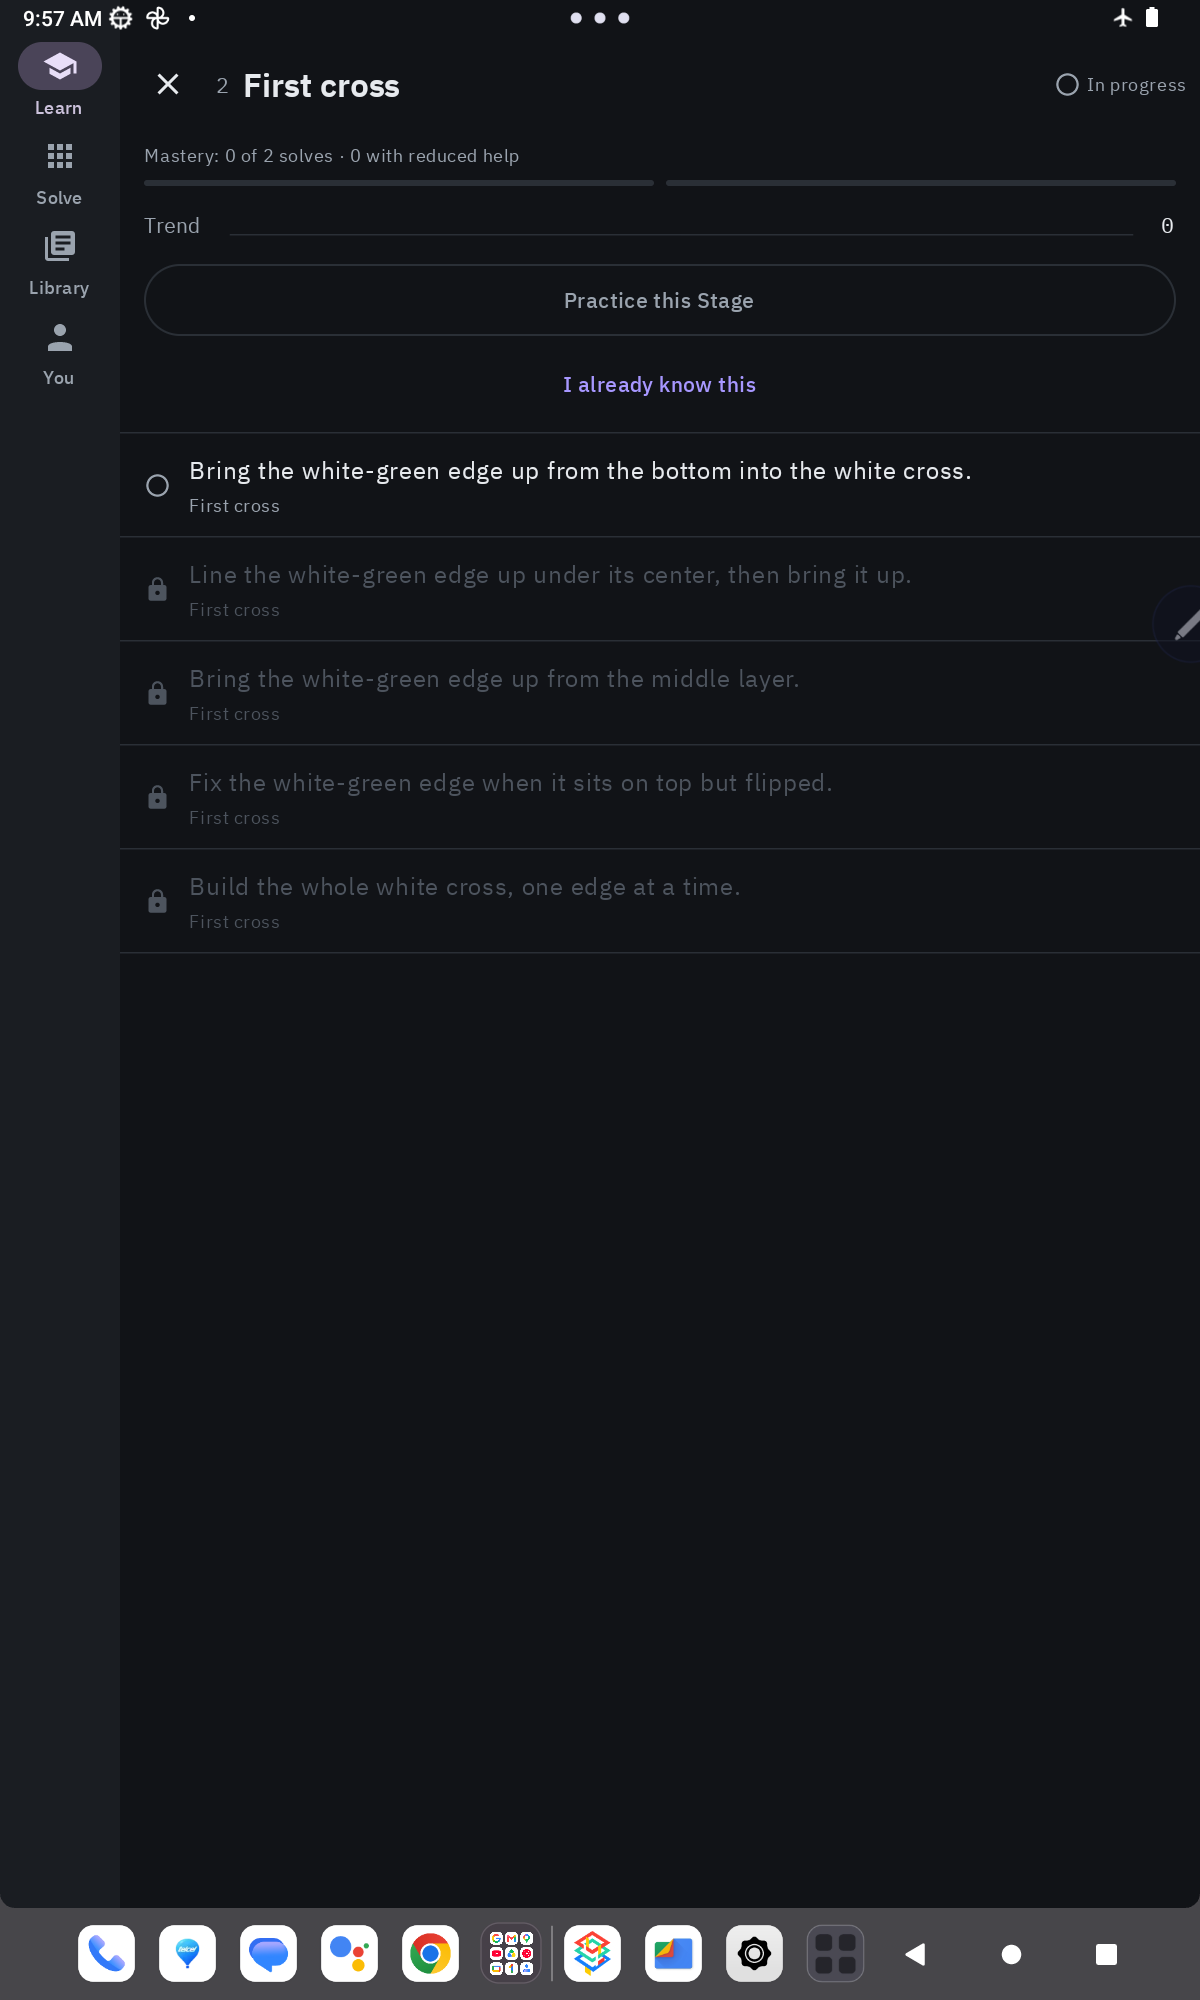 9:57 AM
Learn
Solve
Library
You
2 First cross
In progress
Mastery: 0 of 2 solves · 0 with reduced help
Trend 0
Practice this Stage
I already know this
Bring the white-green edge up from the bottom into the white cross.
First cross
Line the white-green edge up under its center, then bring it up.
First cross
Bring the white-green edge up from the middle layer.
First cross
Fix the white-green edge when it sits on top but flipped.
First cross
Build the whole white cross, one edge at a time.
First cross